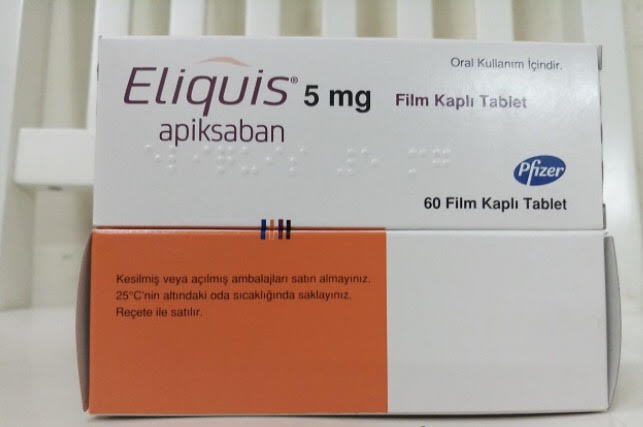 Oral Kullanım İçindir.
Eliquis® 5 mg Film Kaplı Tablet
apiksaban
Pfizer
60 Film Kaplı Tablet
Kesilmiş veya açılmış ambalajları satın almayınız.
25°C'nin altındaki oda sıcaklığında saklayınız.
Reçete ile satılır.